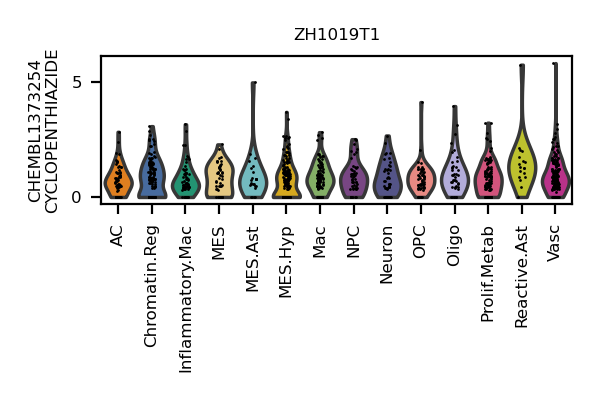 ZH1019T1
CHEMBL1373254
CYCLOPENTHIAZIDE
5
0
AC
Chromatin.Reg
Inflammatory.Mac
MES
MES.Ast
MES.Hyp
Mac
NPC
Neuron
OPC
Oligo
Prolif.Metab
Reactive.Ast
Vasc